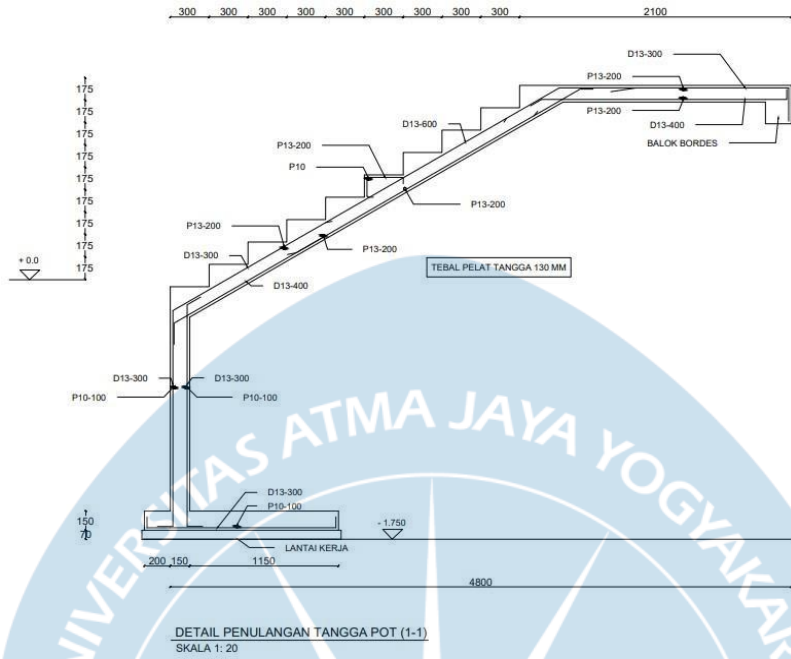 300 300 300 300 300 300 300 300 300 2100
D13-300
P13-200
P13-200
D13-600
D13-400
BALOK BORDES
175
175
175
175
175
175
175
175
175
P13-200
P10
P13-200
P13-200
P13-200
D13-300
D13-400
+ 0.0
TEBAL PELAT TANGGA 130 MM
D13-300
D13-300
P10-100
P10-100
D13-300
P10-100
150
70
- 1.750
LANTAI KERJA
200 150 1150
4800
DETAIL PENULANGAN TANGGA POT (1-1)
SKALA 1: 20
UNIVERSITAS ATMA JAYA YOGYAKAR